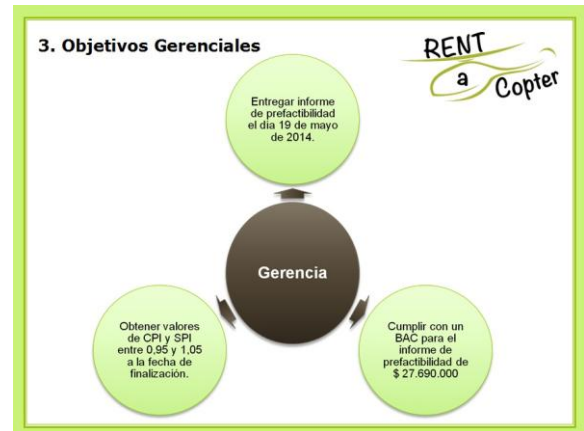 3. Objetivos Gerenciales
RENT
a
Copter
Entregar informe
de prefactibilidad
el día 19 de mayo
de 2014.
Gerencia
Obtener valores
de CPI y SPI
entre 0,95 y 1,05
a la fecha de
finalización.
Cumplir con un
BAC para el
informe de
prefactibilidad de
$ 27.690.000